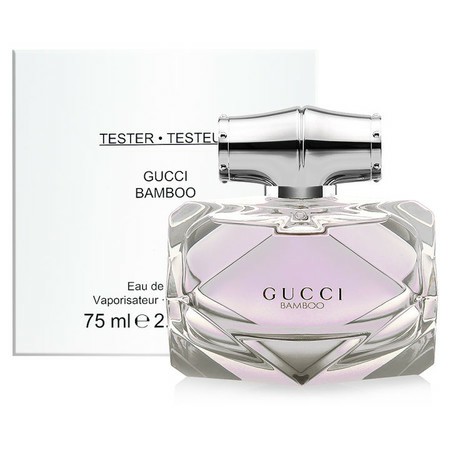 TESTER • TESTEU
GUCCI
BAMBOO
Eau de
Vaporisateur
75 ml e 2.
GUCCI
BAMBOO